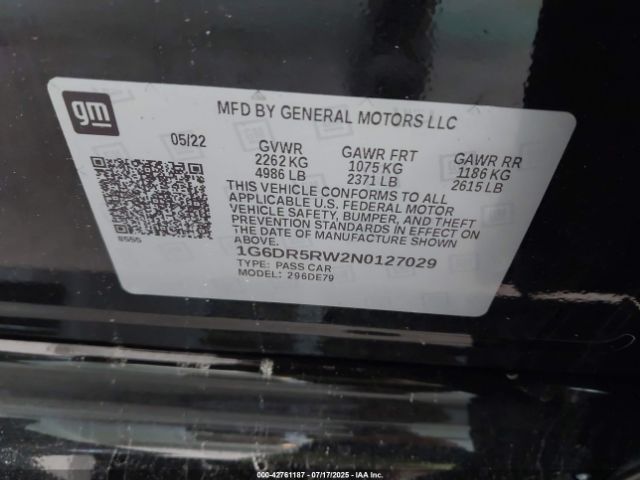 gm
MFD BY GENERAL MOTORS LLC
05/22
GVWR GAWR FRT GAWR RR
2262 KG 1075 KG 1186 KG
4986 LB 2371 LB 2615 LB
THIS VEHICLE CONFORMS TO ALL
APPLICABLE U.S. FEDERAL MOTOR
VEHICLE SAFETY, BUMPER, AND THEFT
PREVENTION STANDARDS IN EFFECT
ON THE DATE OF MANUFACTURE SHOWN
ABOVE.
1G6DR5RW2N0127029
TYPE: PASS CAR
MODEL: 296DE79
000-42761187 - 07/17/2025 - IAAI.COM